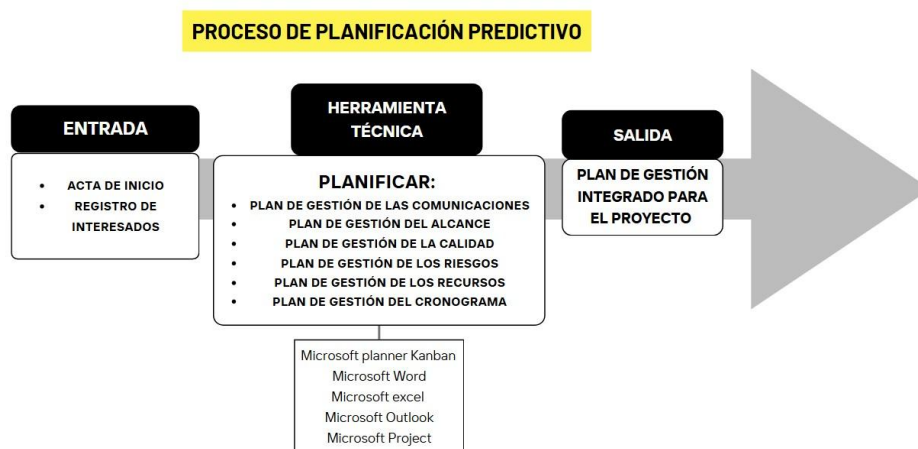 PROCESO DE PLANIFICACIÓN PREDICTIVO
ENTRADA
• ACTA DE INICIO
• REGISTRO DE
INTERESADOS
HERRAMIENTA
TÉCNICA
PLANIFICAR:
• PLAN DE GESTIÓN DE LAS COMUNICACIONES
• PLAN DE GESTIÓN DEL ALCANCE
• PLAN DE GESTIÓN DE LA CALIDAD
• PLAN DE GESTIÓN DE LOS RIESGOS
• PLAN DE GESTIÓN DE LOS RECURSOS
• PLAN DE GESTIÓN DEL CRONOGRAMA
Microsoft planner Kanban
Microsoft Word
Microsoft excel
Microsoft Outlook
Microsoft Project
SALIDA
PLAN DE GESTIÓN
INTEGRADO PARA
EL PROYECTO